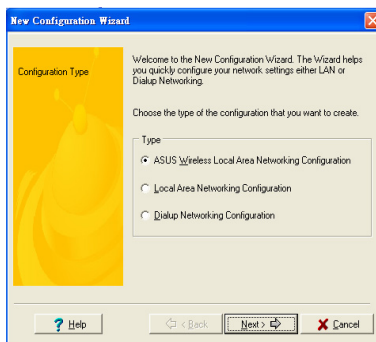 New Configuration Wizard
Configuration Type
Welcome to the New Configuration Wizard. The Wizard helps
you quickly configure your network settings either LAN or
Dialup Networking.
Choose the type of the configuration that you want to create.
Type
ASUS Wireless Local Area Networking Configuration
Local Area Networking Configuration
Dialup Networking Configuration
? Help
< Back
Next >
Cancel